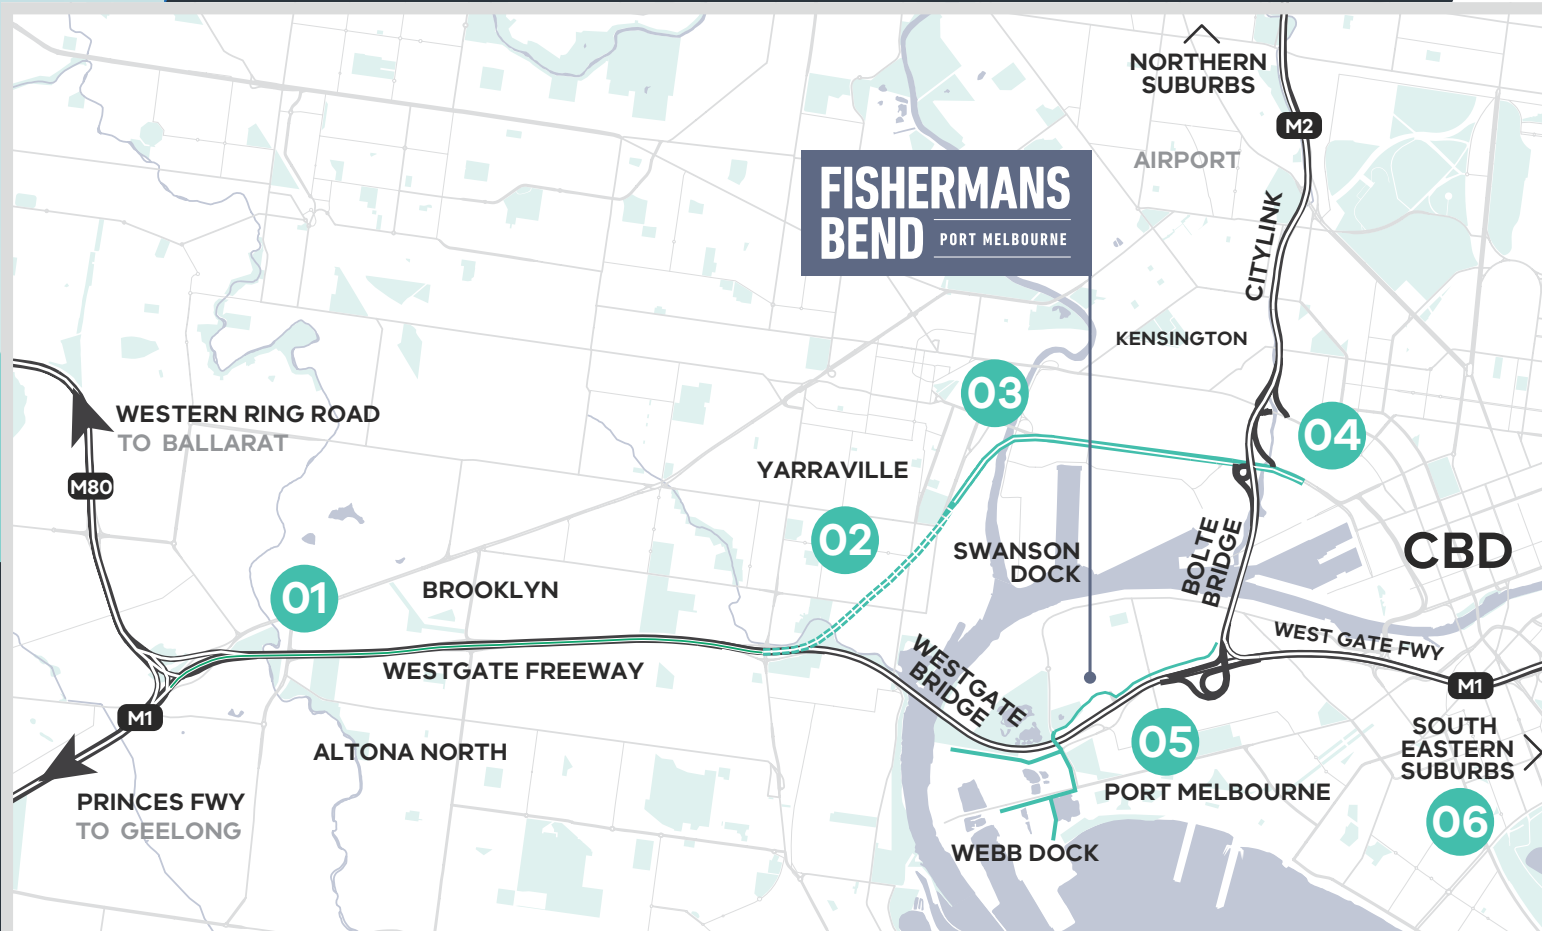 NORTHERN
SUBURBS
M2
AIRPORT
FISHERMANS
BEND PORT MELBOURNE
CITYLINK
KENSINGTON
03
WESTERN RING ROAD
TO BALLARAT
04
YARRAVILLE
M80
02
SWANSON
DOCK
BOLTE
BRIDGE
CBD
01
BROOKLYN
WESTGATE FREEWAY
WESTGATE
BRIDGE
WEST GATE FWY
M1
M1
ALTONA NORTH
05
SOUTH
EASTERN
SUBURBS
PRINCES FWY
TO GEELONG
PORT MELBOURNE
06
WEBB DOCK